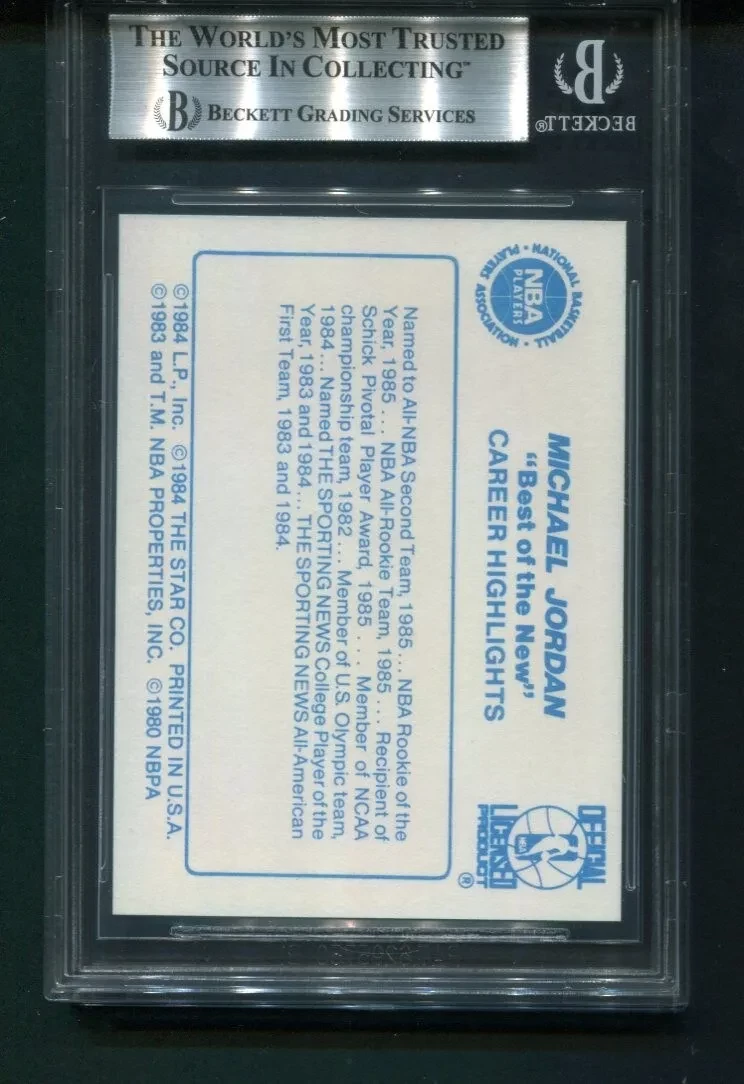 THE WORLD'S MOST TRUSTED
SOURCE IN COLLECTING™
B BECKETT GRADING SERVICES
B
BECKETT®
NATIONAL BASKETBALL
PLAYERS ASSOCIATION
NBA
PLAYERS
MICHAEL JORDAN
"Best of the New"
CAREER HIGHLIGHTS
OFFICIAL
NBA
LICENSED
PRODUCT
®
Named to All-NBA Second Team, 1985 ... NBA Rookie of the
Year, 1985 ... NBA All-Rookie Team, 1985 ... Recipient of
Schick Pivotal Player Award, 1985 ... Member of NCAA
championship team, 1982 ... Member of U.S. Olympic team,
1984 ... Named THE SPORTING NEWS College Player of the
Year, 1983 and 1984 ... THE SPORTING NEWS All-American
First Team, 1983 and 1984.
©1984 L.P., Inc. ©1984 THE STAR CO. PRINTED IN U.S.A.
©1983 and T.M. NBA PROPERTIES, INC. ©1980 NBPA